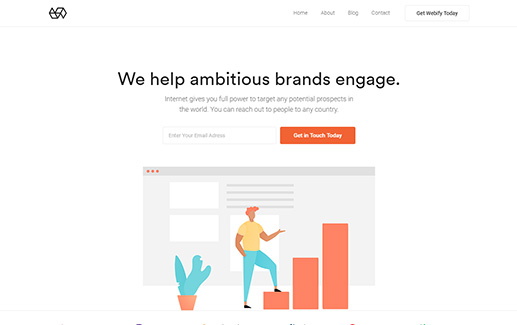 Home About Blog Contact Get Webify Today
We help ambitious brands engage.
Internet gives you full power to target any potential prospects in
the world. You can reach out to people to any country.
Enter Your Email Adress Get in Touch Today